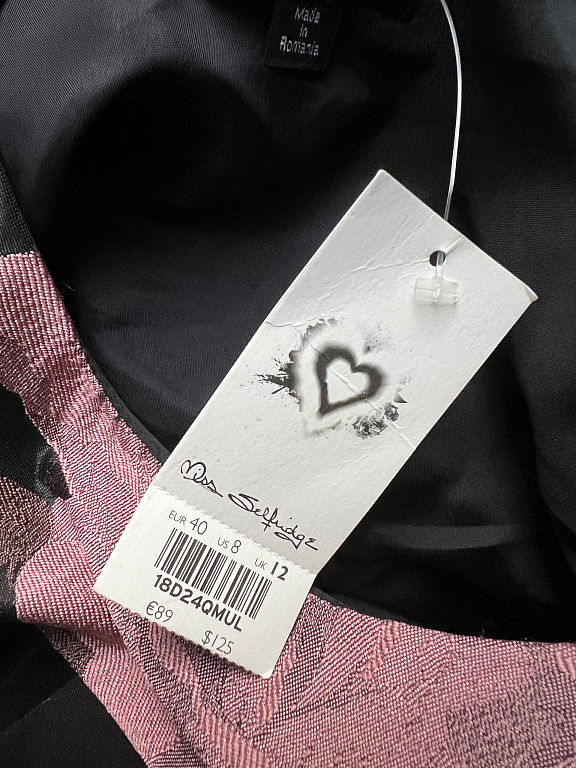 Made
in
Romania
Miss Selfridge
EUR 40 US 8 UK 12
18D24QMUL
€89 $125